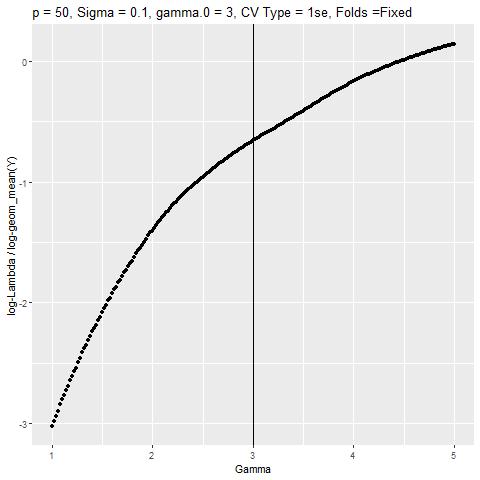 p = 50, Sigma = 0.1, gamma.0 = 3, CV Type = 1se, Folds =Fixed
log-Lambda / log-geom_mean(Y)
0
-1
-2
-3
1 2 3 4 5
Gamma